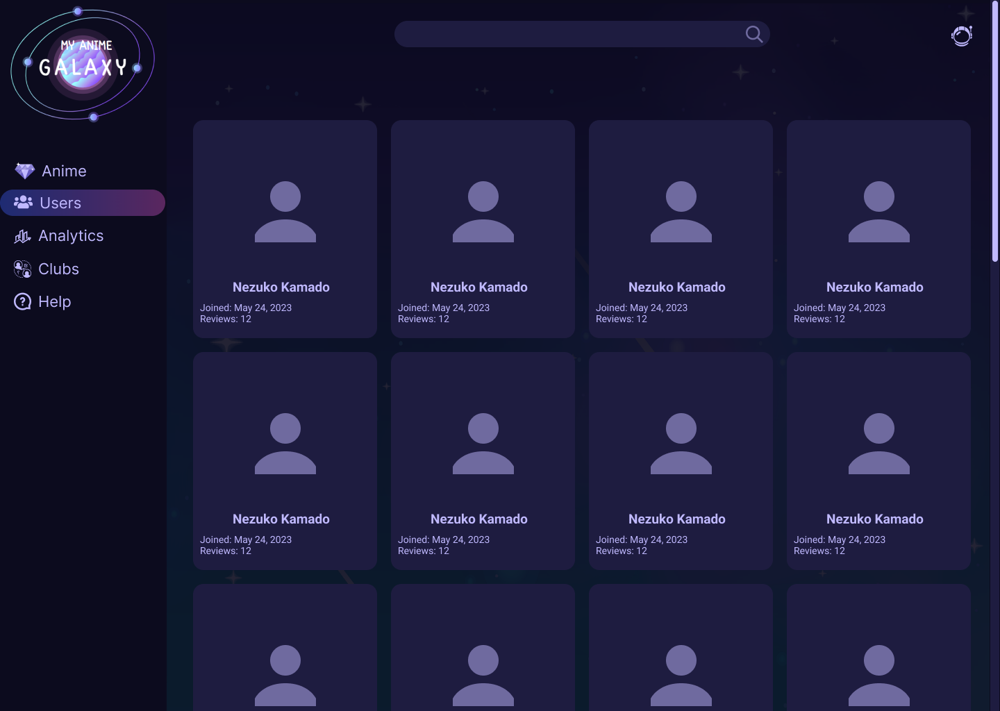 MY ANIME
GALAXY
Anime
Users
Analytics
Clubs
Help
Nezuko Kamado
Joined: May 24, 2023
Reviews: 12
Nezuko Kamado
Joined: May 24, 2023
Reviews: 12
Nezuko Kamado
Joined: May 24, 2023
Reviews: 12
Nezuko Kamado
Joined: May 24, 2023
Reviews: 12
Nezuko Kamado
Joined: May 24, 2023
Reviews: 12
Nezuko Kamado
Joined: May 24, 2023
Reviews: 12
Nezuko Kamado
Joined: May 24, 2023
Reviews: 12
Nezuko Kamado
Joined: May 24, 2023
Reviews: 12